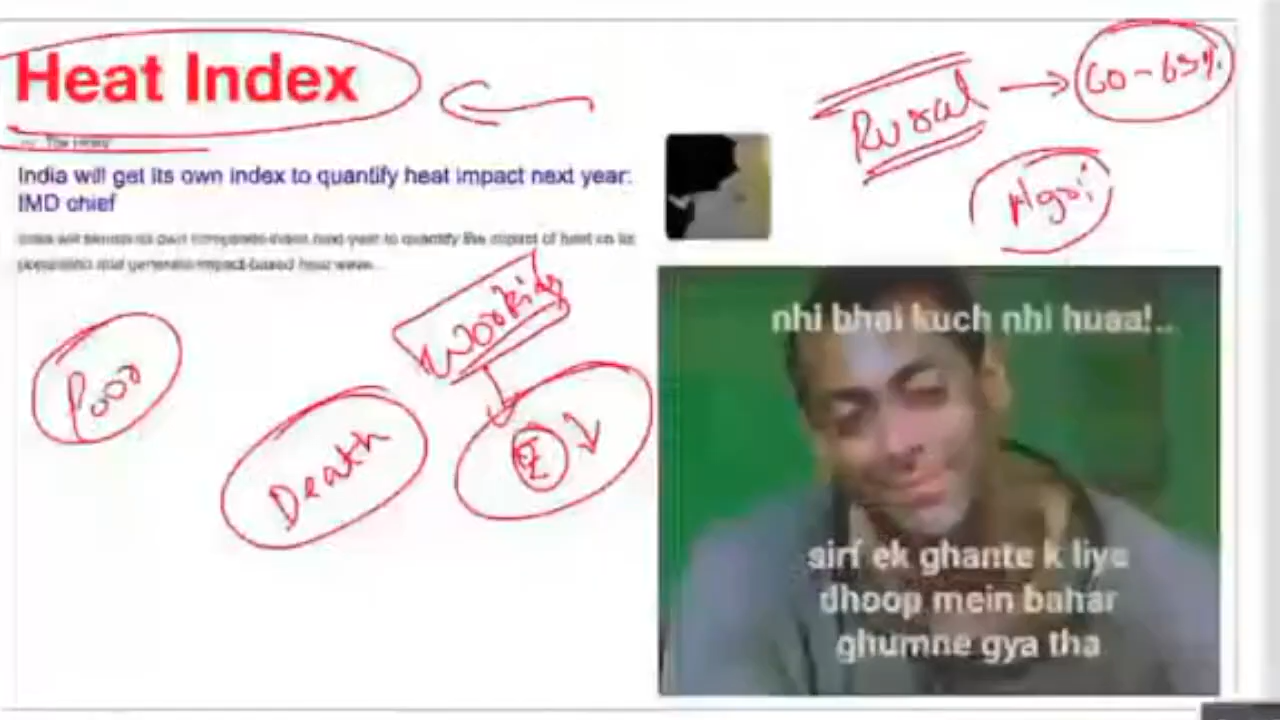 Heat Index
India will get its own index to quantify heat impact next year:
IMD chief
Rural
60-65%
Agri
Poor
Death
Working
₹
nhi bhai kuch nhi huaa!..
sirf ek ghante k liye
dhoop mein bahar
ghumne gya tha